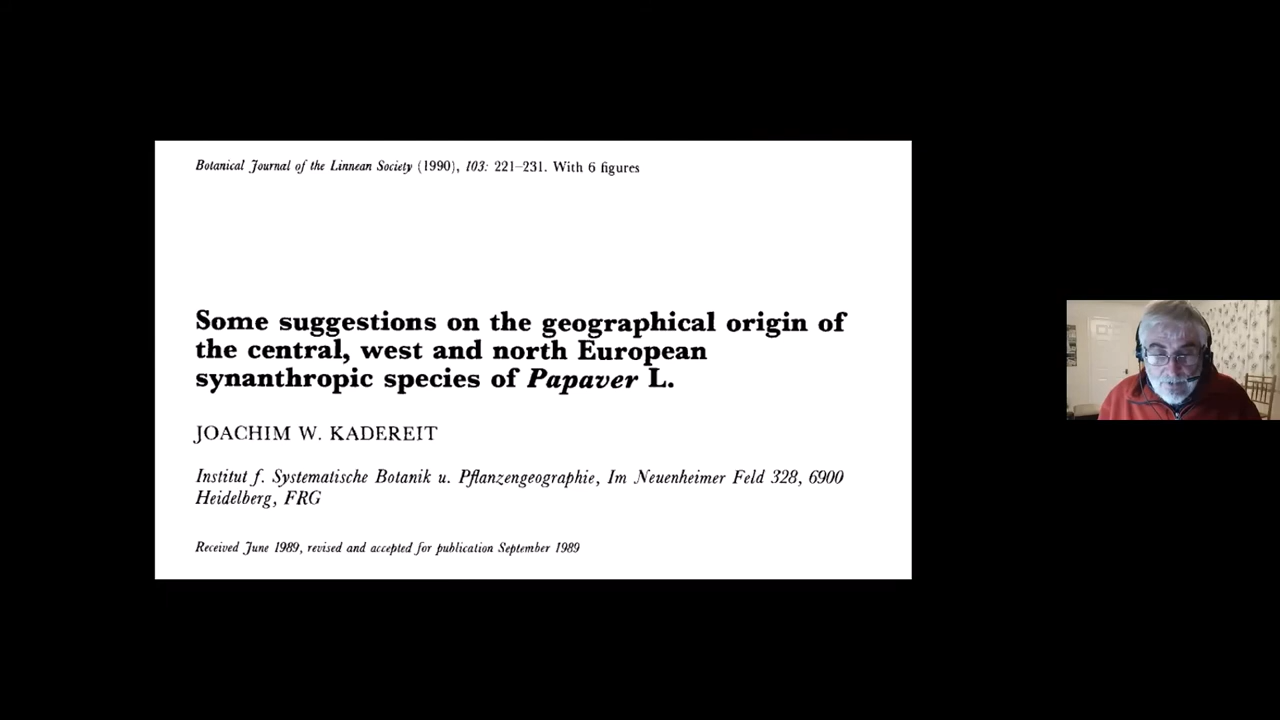 Botanical Journal of the Linnean Society (1990), 103: 221–231. With 6 figures
Some suggestions on the geographical origin of
the central, west and north European
synanthropic species of Papaver L.
JOACHIM W. KADEREIT
Institut f. Systematische Botanik u. Pflanzengeographie, Im Neuenheimer Feld 328, 6900
Heidelberg, FRG
Received June 1989, revised and accepted for publication September 1989